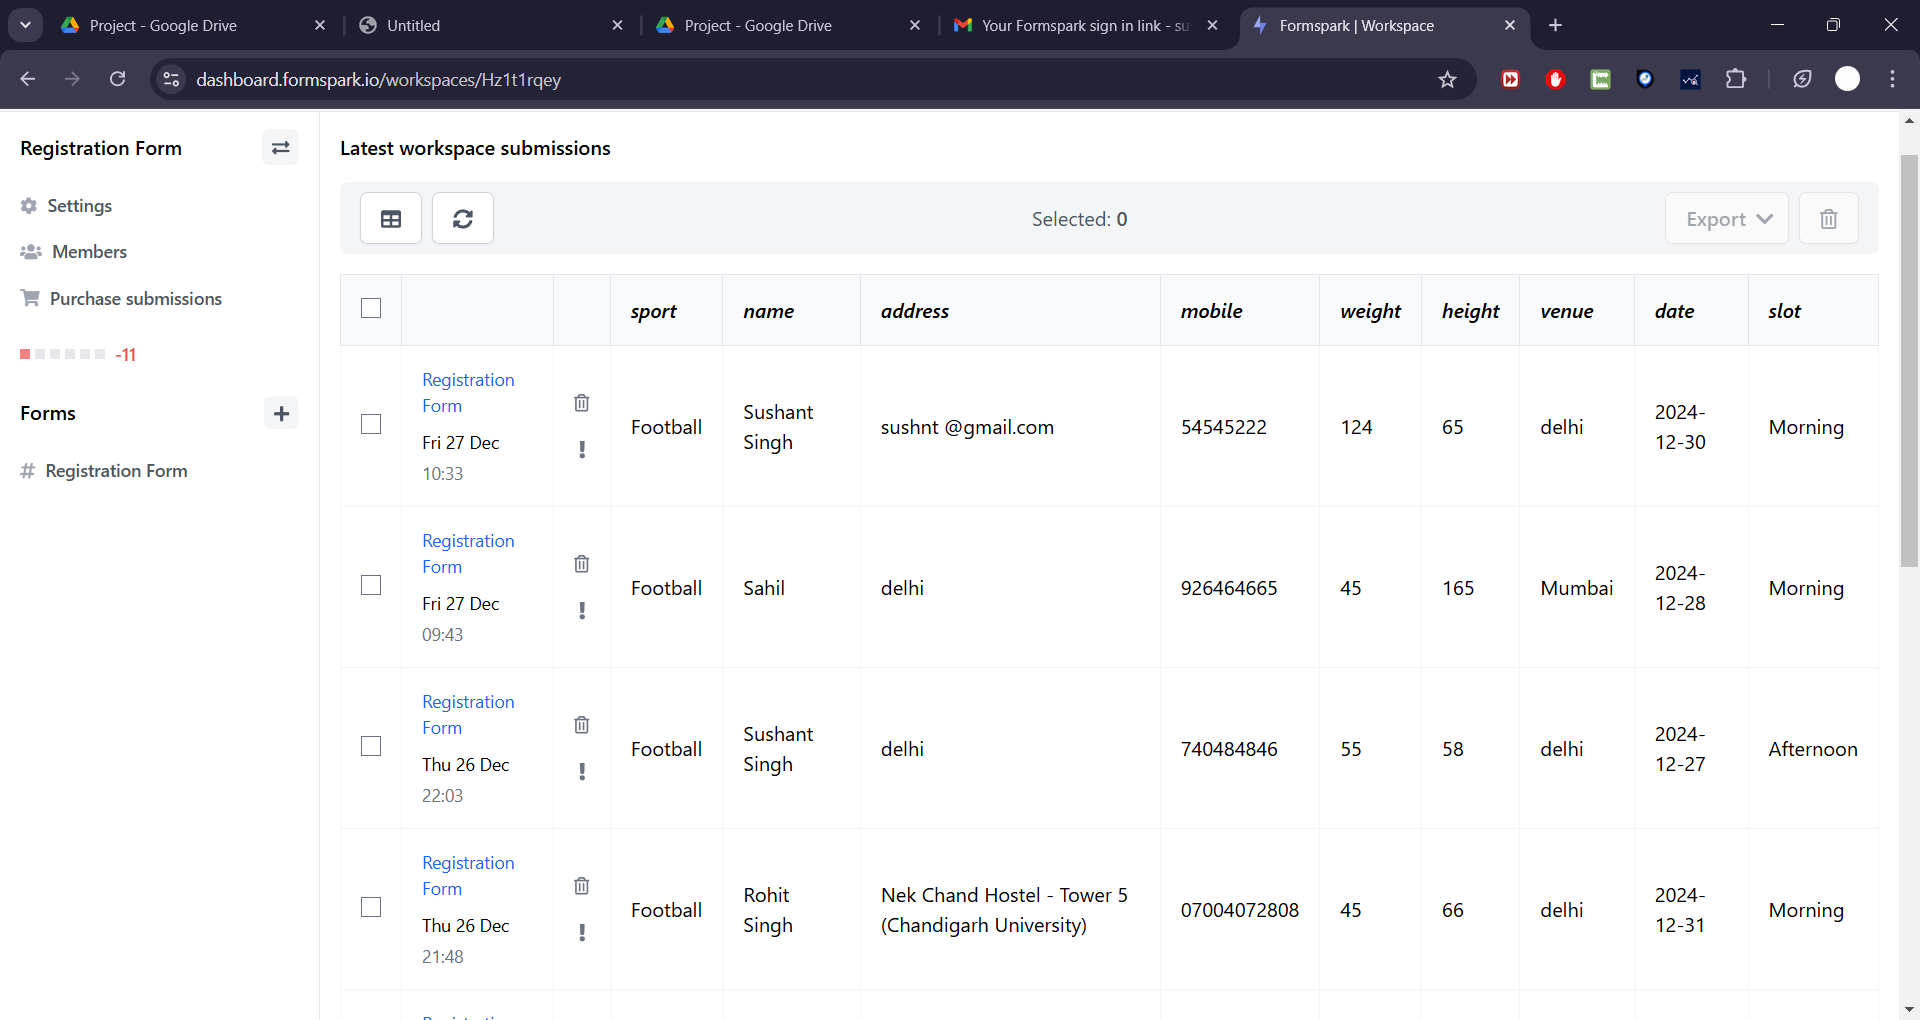 Project - Google Drive
Untitled
Project - Google Drive
Your Formspark sign in link - su
Formspark | Workspace
dashboard.formspark.io/workspaces/Hz1t1rqey
Registration Form
Settings
Members
Purchase submissions
-11
Forms
# Registration Form
Latest workspace submissions
Selected: 0
Export
sport name address mobile weight height venue date slot
Registration
Form
Fri 27 Dec
10:33
Football
Sushant
Singh
sushnt @gmail.com
54545222
124
65
delhi
2024-
12-30
Morning
Registration
Form
Fri 27 Dec
09:43
Football
Sahil
delhi
926464665
45
165
Mumbai
2024-
12-28
Morning
Registration
Form
Thu 26 Dec
22:03
Football
Sushant
Singh
delhi
740484846
55
58
delhi
2024-
12-27
Afternoon
Registration
Form
Thu 26 Dec
21:48
Football
Rohit
Singh
Nek Chand Hostel - Tower 5
(Chandigarh University)
07004072808
45
66
delhi
2024-
12-31
Morning